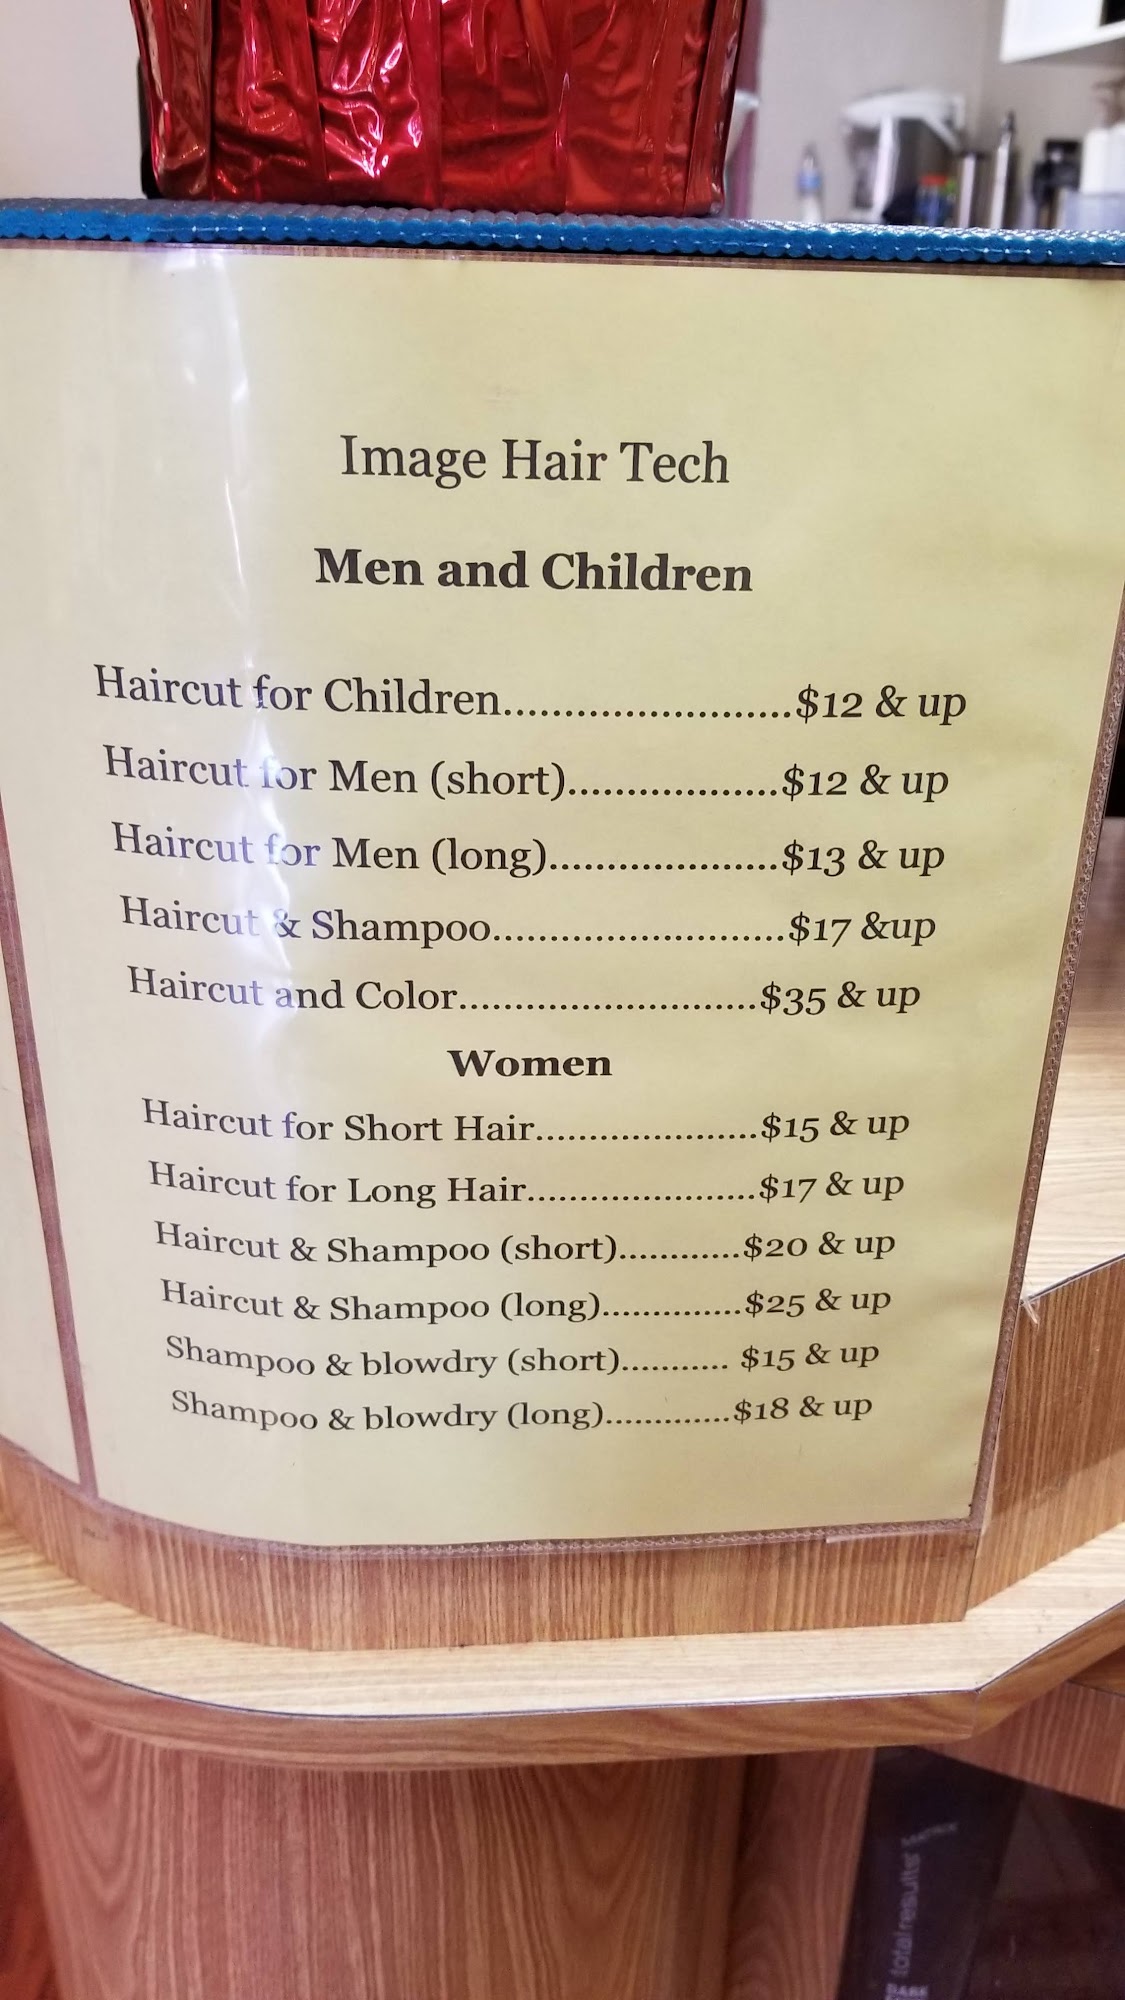 Image Hair Tech
Men and Children
Haircut for Children........................$12 & up
Haircut for Men (short)..................$12 & up
Haircut for Men (long)...................$13 & up
Haircut & Shampoo.........................$17 &up
Haircut and Color.........................$35 & up
Women
Haircut for Short Hair.....................$15 & up
Haircut for Long Hair......................$17 & up
Haircut & Shampoo (short)............$20 & up
Haircut & Shampoo (long)..............$25 & up
Shampoo & blowdry (short)........... $15 & up
Shampoo & blowdry (long).............$18 & up
total results